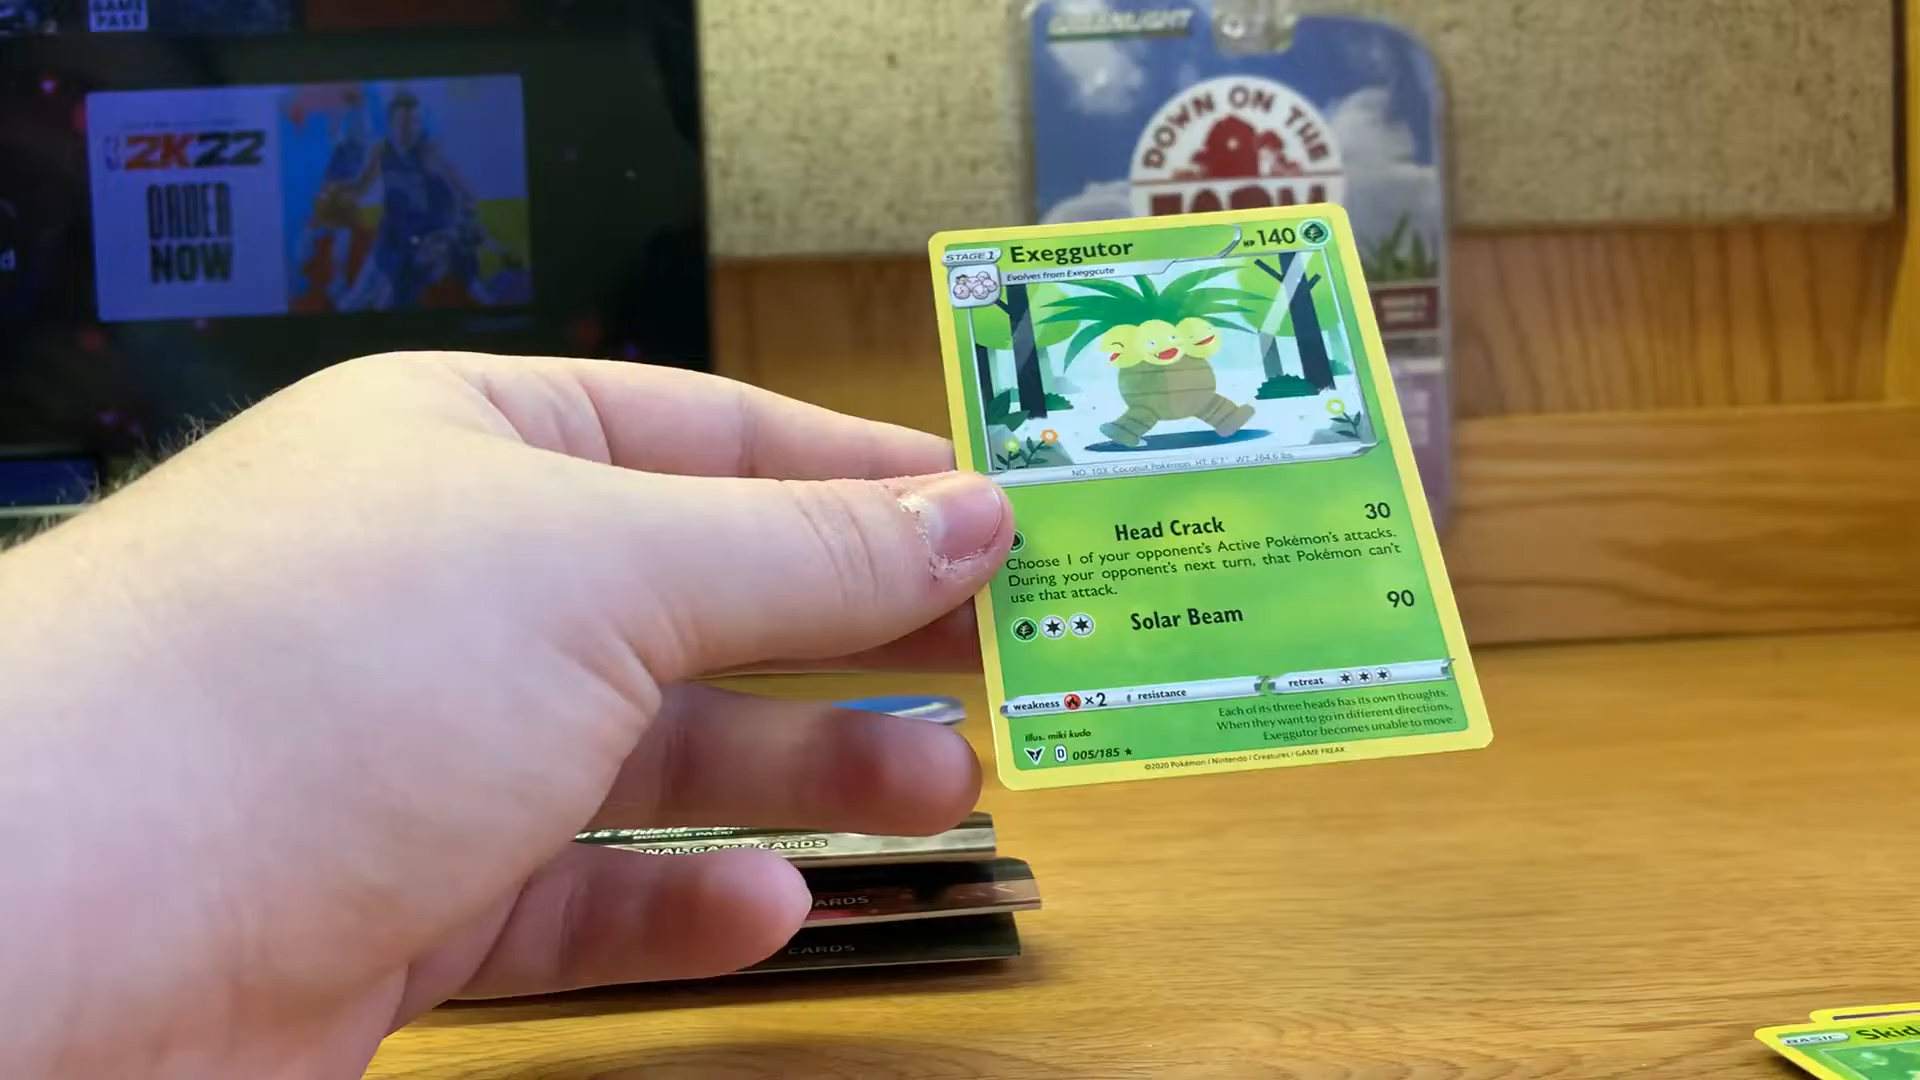 GAME
PASS
2K22
ORDER
NOW
GREENLIGHT
DOWN ON THE
FARM
STAGE 1
Exeggutor
HP 140
Evolves from Exeggcute
NO. 103 Coconut Pokémon HT. 6'7" WT. 264.6 lbs.
Head Crack 30
Choose 1 of your opponent's Active Pokémon's attacks.
During your opponent's next turn, that Pokémon can't
use that attack.
Solar Beam 90
weakness ×2 resistance retreat
Each of its three heads has its own thoughts.
When they want to go in different directions,
Exeggutor becomes unable to move.
Illus. miki kudo
D 005/185 ★
©2020 Pokémon / Nintendo / Creatures / GAME FREAK
d & Shield
BOOSTER PACK
NAL GAME CARDS
ARDS
CARDS
BASIC Skid